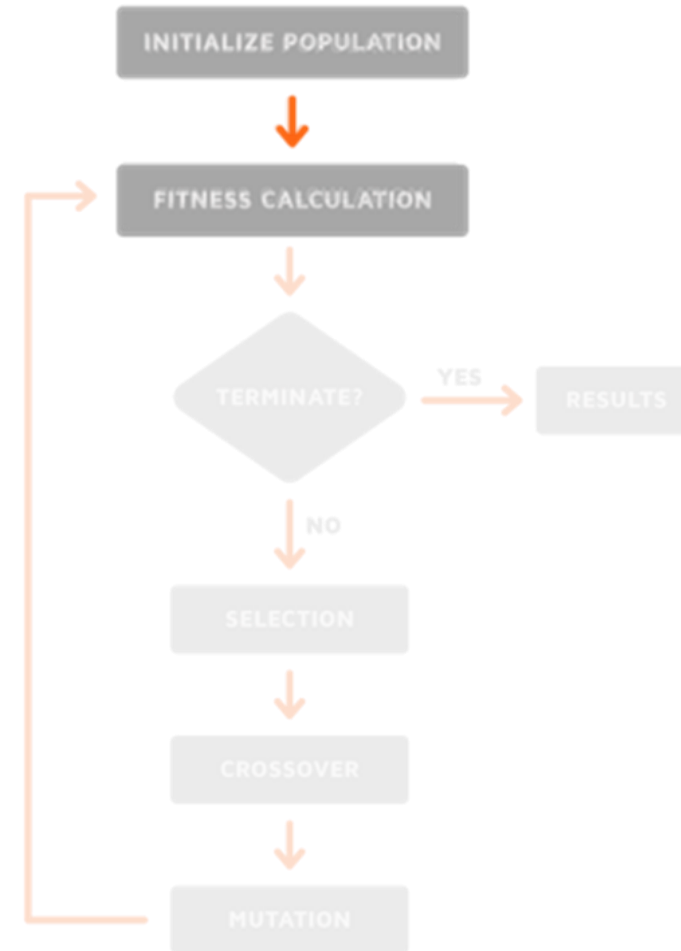 INITIALIZE POPULATION
FITNESS CALCULATION
TERMINATE?
YES
RESULTS
NO
SELECTION
CROSSOVER
MUTATION